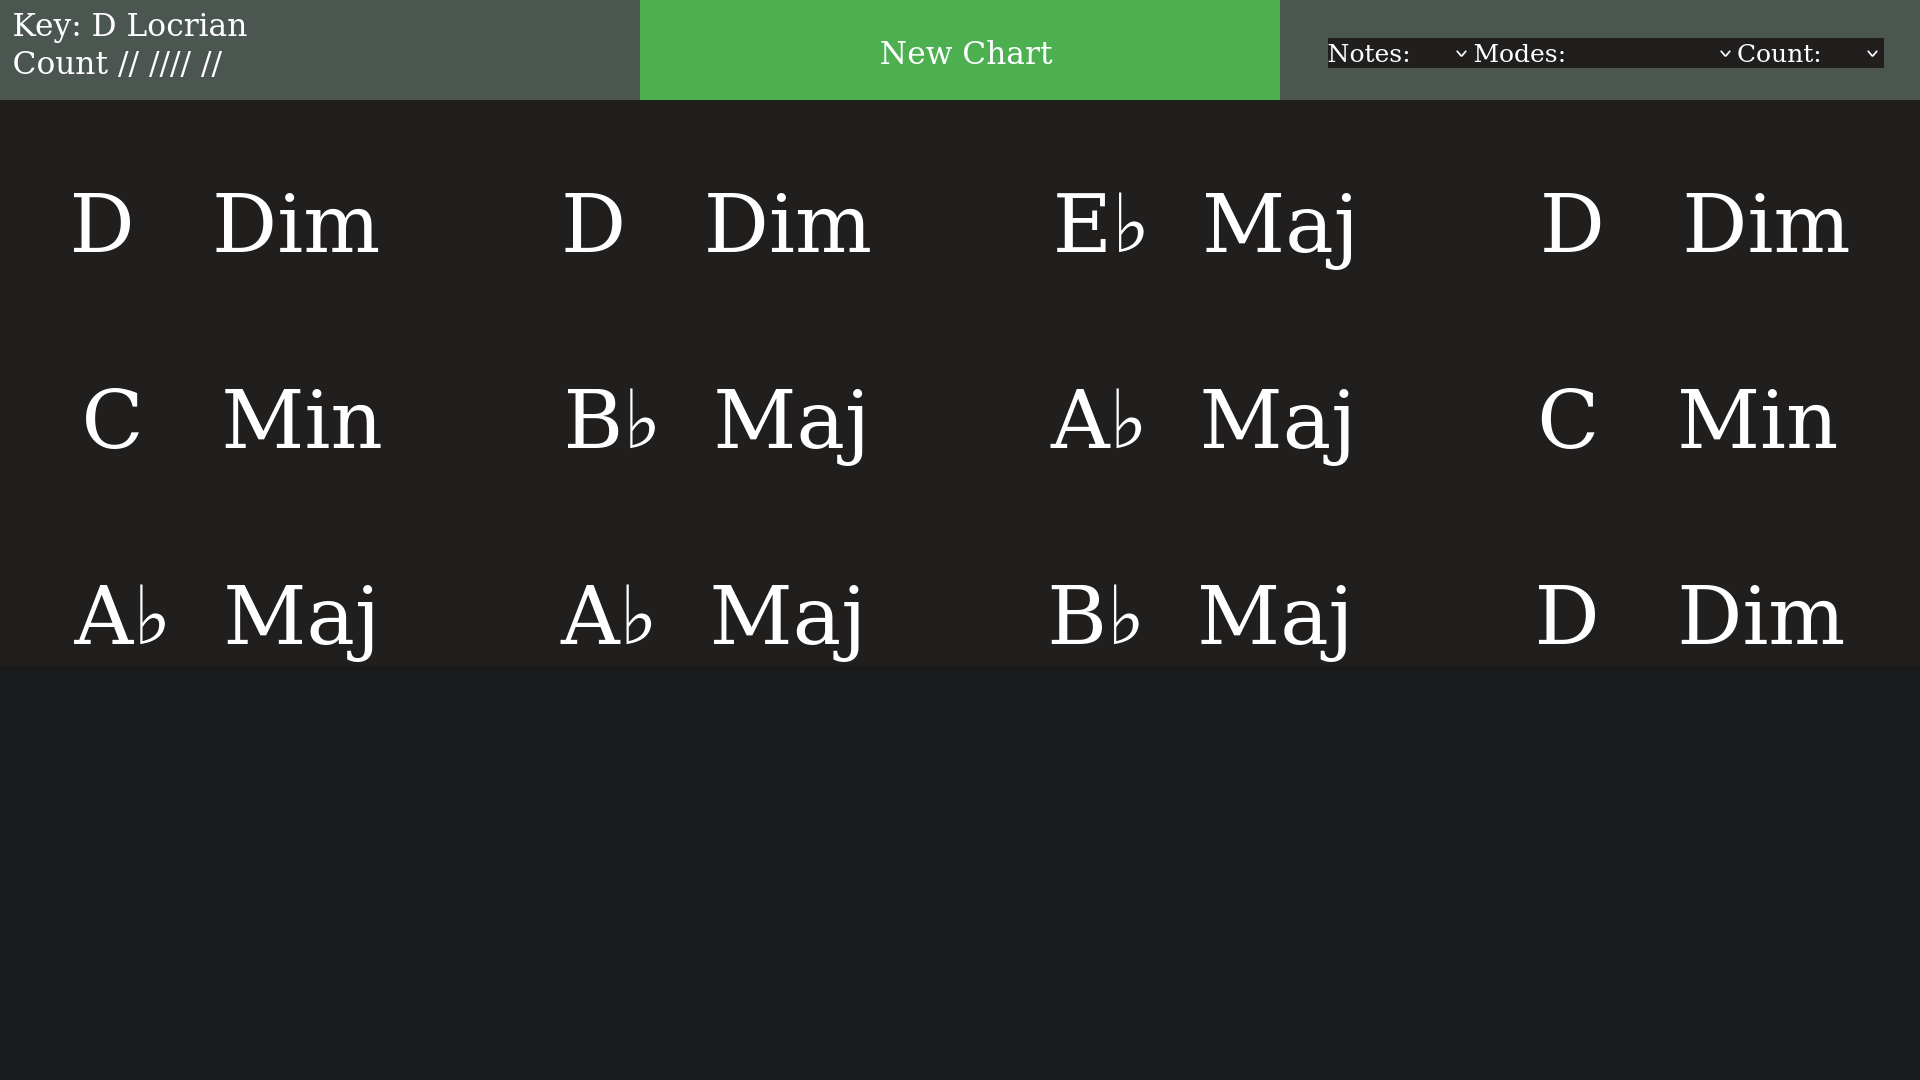 Key: D Locrian
Count // //// //
New Chart
Notes: Modes: Count:
D Dim D Dim E♭ Maj D Dim
C Min B♭ Maj A♭ Maj C Min
A♭ Maj A♭ Maj B♭ Maj D Dim